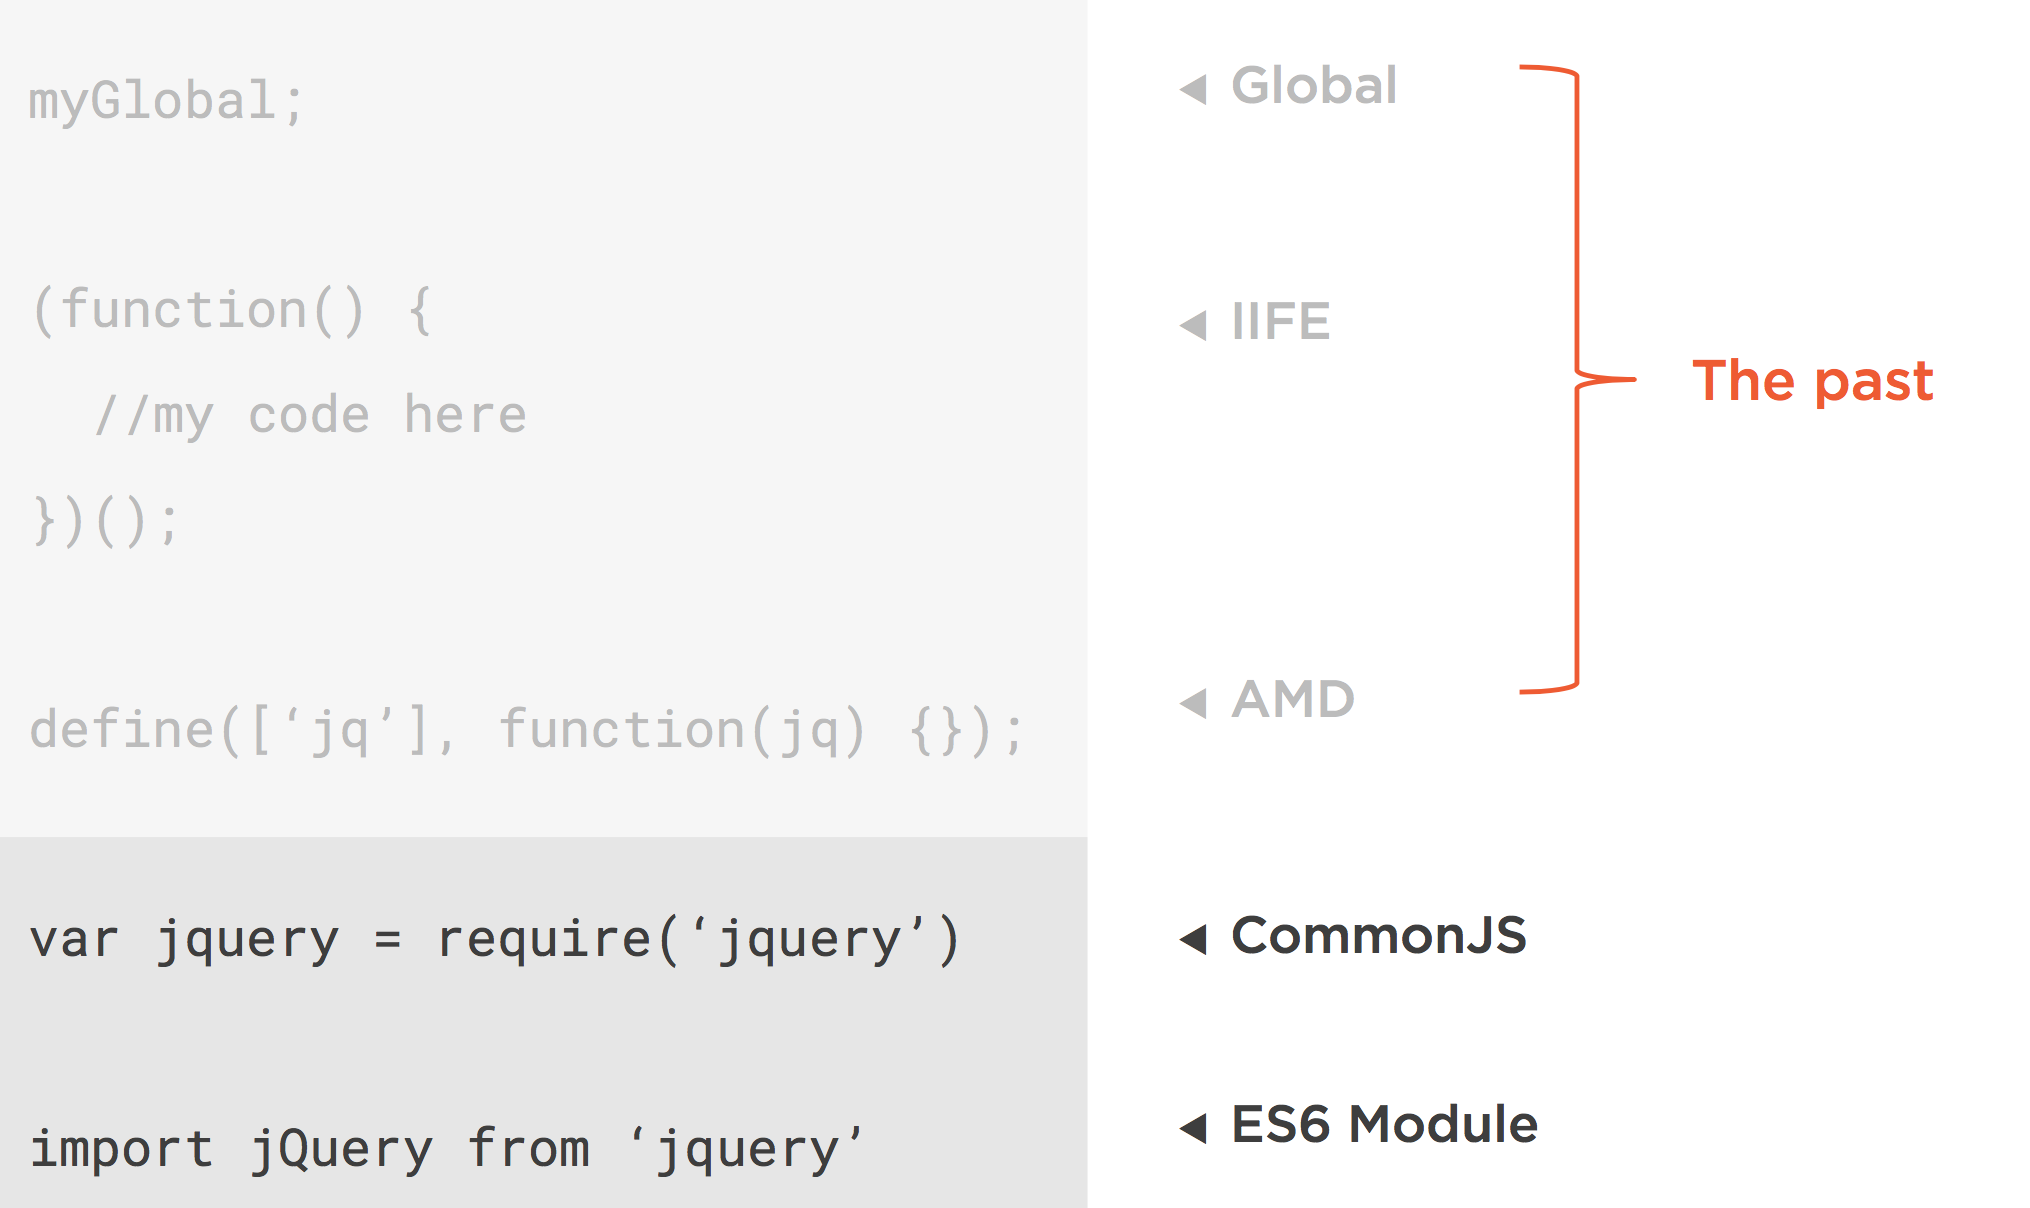 myGlobal;
◀ Global
(function() {
◀ IIFE
//my code here
The past
})();
define([‘jq’], function(jq) {});
◀ AMD
var jquery = require(‘jquery’)
◀ CommonJS
import jQuery from ‘jquery’
◀ ES6 Module